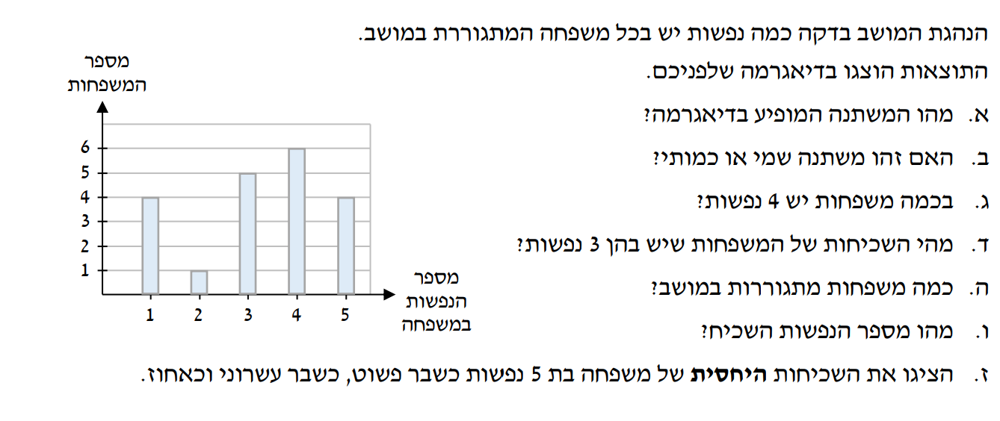 הנהגת המושב בדקה כמה נפשות יש בכל משפחה המתגוררת במושב.
התוצאות הוצגו בדיאגרמה שלפניכם.
א. מהו המשתנה המופיע בדיאגרמה?
ב. האם זהו משתנה שמי או כמותי?
ג. בכמה משפחות יש 4 נפשות?
ד. מהי השכיחות של המשפחות שיש בהן 3 נפשות?
ה. כמה משפחות מתגוררות במושב?
ו. מהו מספר הנפשות השכיח?
ז. הציגו את השכיחות היחסית של משפחה בת 5 נפשות כשבר פשוט, כשבר עשרוני וכאחוז.
מספר
המשפחות
6
5
4
3
2
1
1 2 3 4 5
מספר
הנפשות
במשפחה